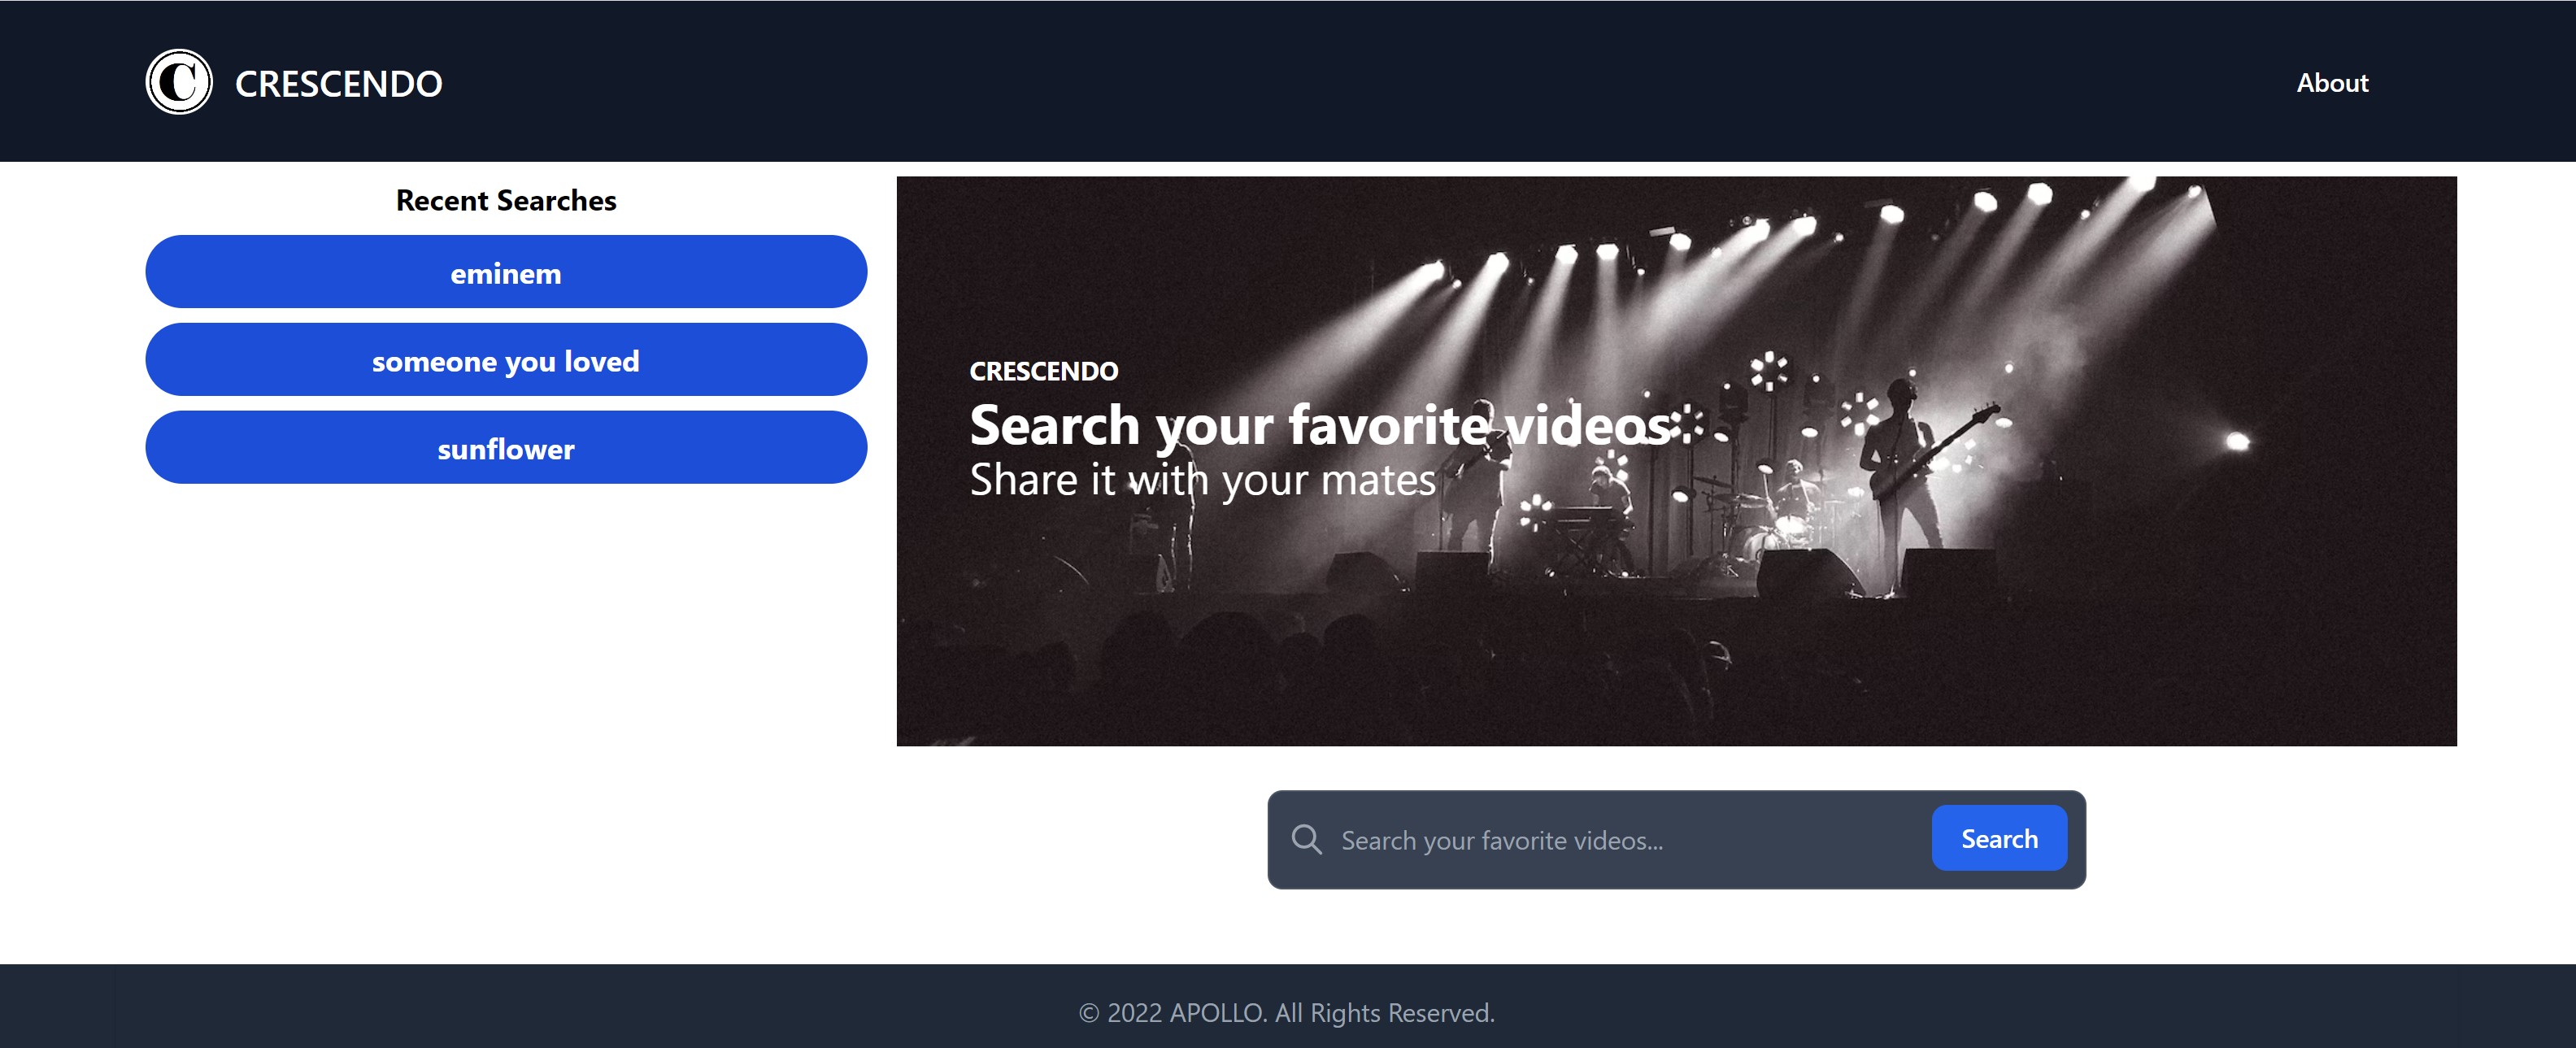 C
CRESCENDO
About
Recent Searches
eminem
someone you loved
sunflower
CRESCENDO
Search your favorite videos
Share it with your mates
Search your favorite videos...
Search
© 2022 APOLLO. All Rights Reserved.